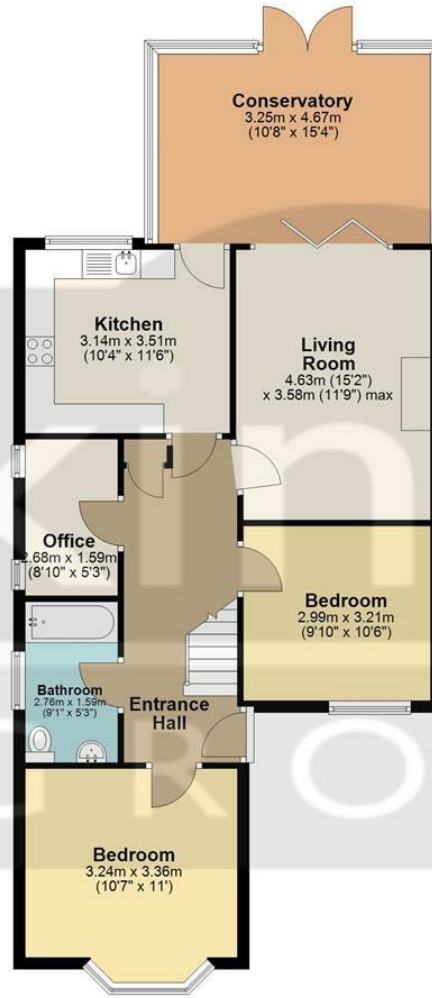 Conservatory
3.25m x 4.67m
(10'8" x 15'4")
Kitchen
3.14m x 3.51m
(10'4" x 11'6")
Living
Room
4.63m (15'2")
x 3.58m (11'9") max
Office
2.68m x 1.59m
(8'10" x 5'3")
Bedroom
2.99m x 3.21m
(9'10" x 10'6")
Bathroom
2.76m x 1.59m
(9'1" x 5'3")
Entrance
Hall
Bedroom
3.24m x 3.36m
(10'7" x 11')